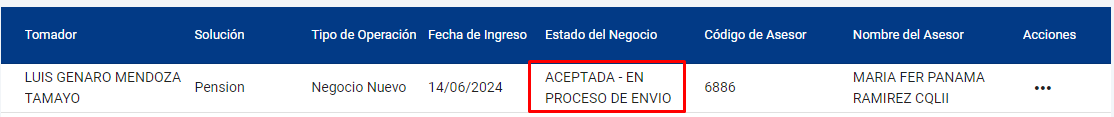 Tomador Solución Tipo de Operación Fecha de Ingreso Estado del Negocio Código de Asesor Nombre del Asesor Acciones
LUIS GENARO MENDOZA TAMAYO Pension Negocio Nuevo 14/06/2024 ACEPTADA - EN PROCESO DE ENVIO 6886 MARIA FER PANAMA RAMIREZ CQLII •••